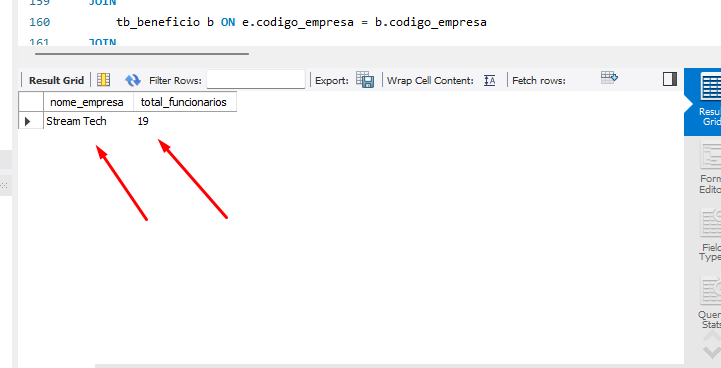 159 JOIN
160 tb_beneficio b ON e.codigo_empresa = b.codigo_empresa
161 JOIN
Result Grid Filter Rows: Export: Wrap Cell Content: Fetch rows:
nome_empresa total_funcionarios
Stream Tech 19
Resu
Grid
Form
Edito
Field
Type
Quer
Stats